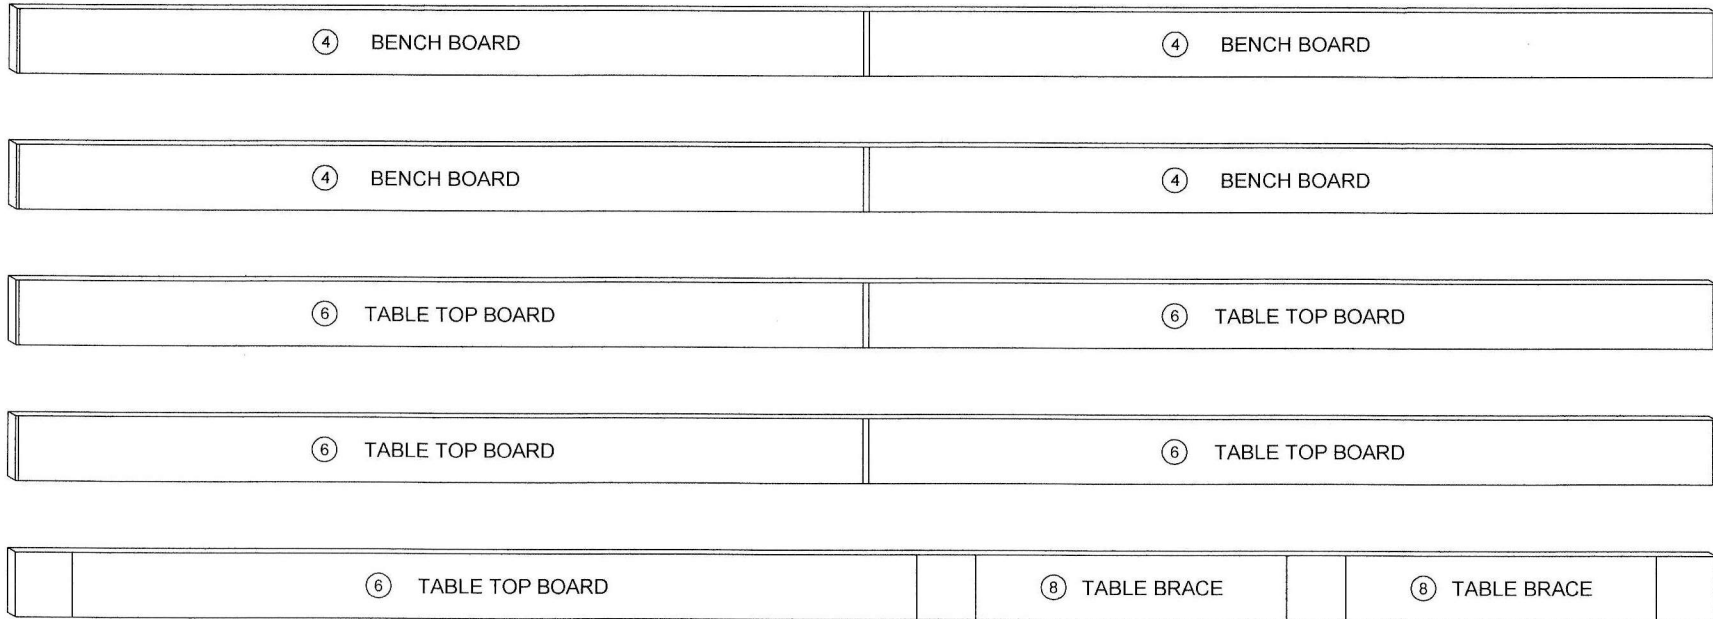 4 BENCH BOARD 4 BENCH BOARD
4 BENCH BOARD 4 BENCH BOARD
6 TABLE TOP BOARD 6 TABLE TOP BOARD
6 TABLE TOP BOARD 6 TABLE TOP BOARD
6 TABLE TOP BOARD 8 TABLE BRACE 8 TABLE BRACE